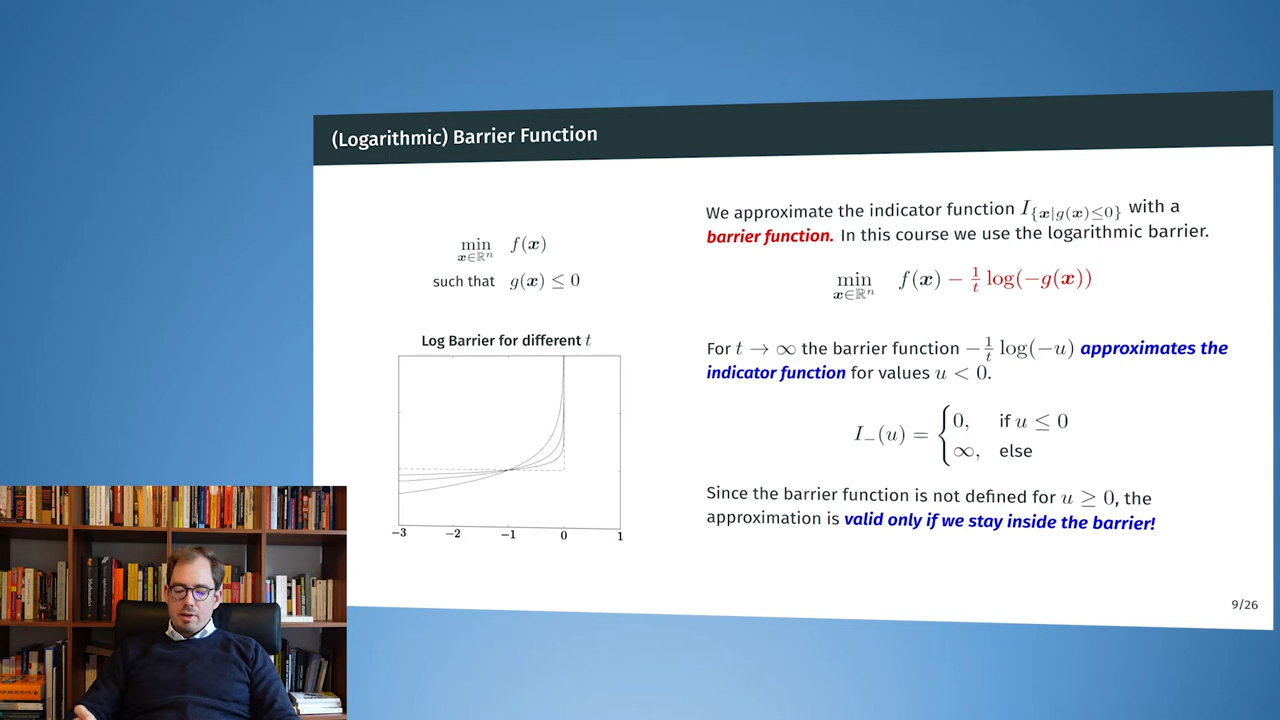 (Logarithmic) Barrier Function
min f(x)
x∈ℝⁿ
such that g(x) ≤ 0
Log Barrier for different t
−3 −2 −1 0 1
We approximate the indicator function I_{x|g(x)≤0} with a
barrier function. In this course we use the logarithmic barrier.
min f(x) − 1/t log(−g(x))
x∈ℝⁿ
For t → ∞ the barrier function −1/t log(−u) approximates the
indicator function for values u < 0.
I₋(u) = { 0, if u ≤ 0
∞, else
Since the barrier function is not defined for u ≥ 0, the
approximation is valid only if we stay inside the barrier!
9/26